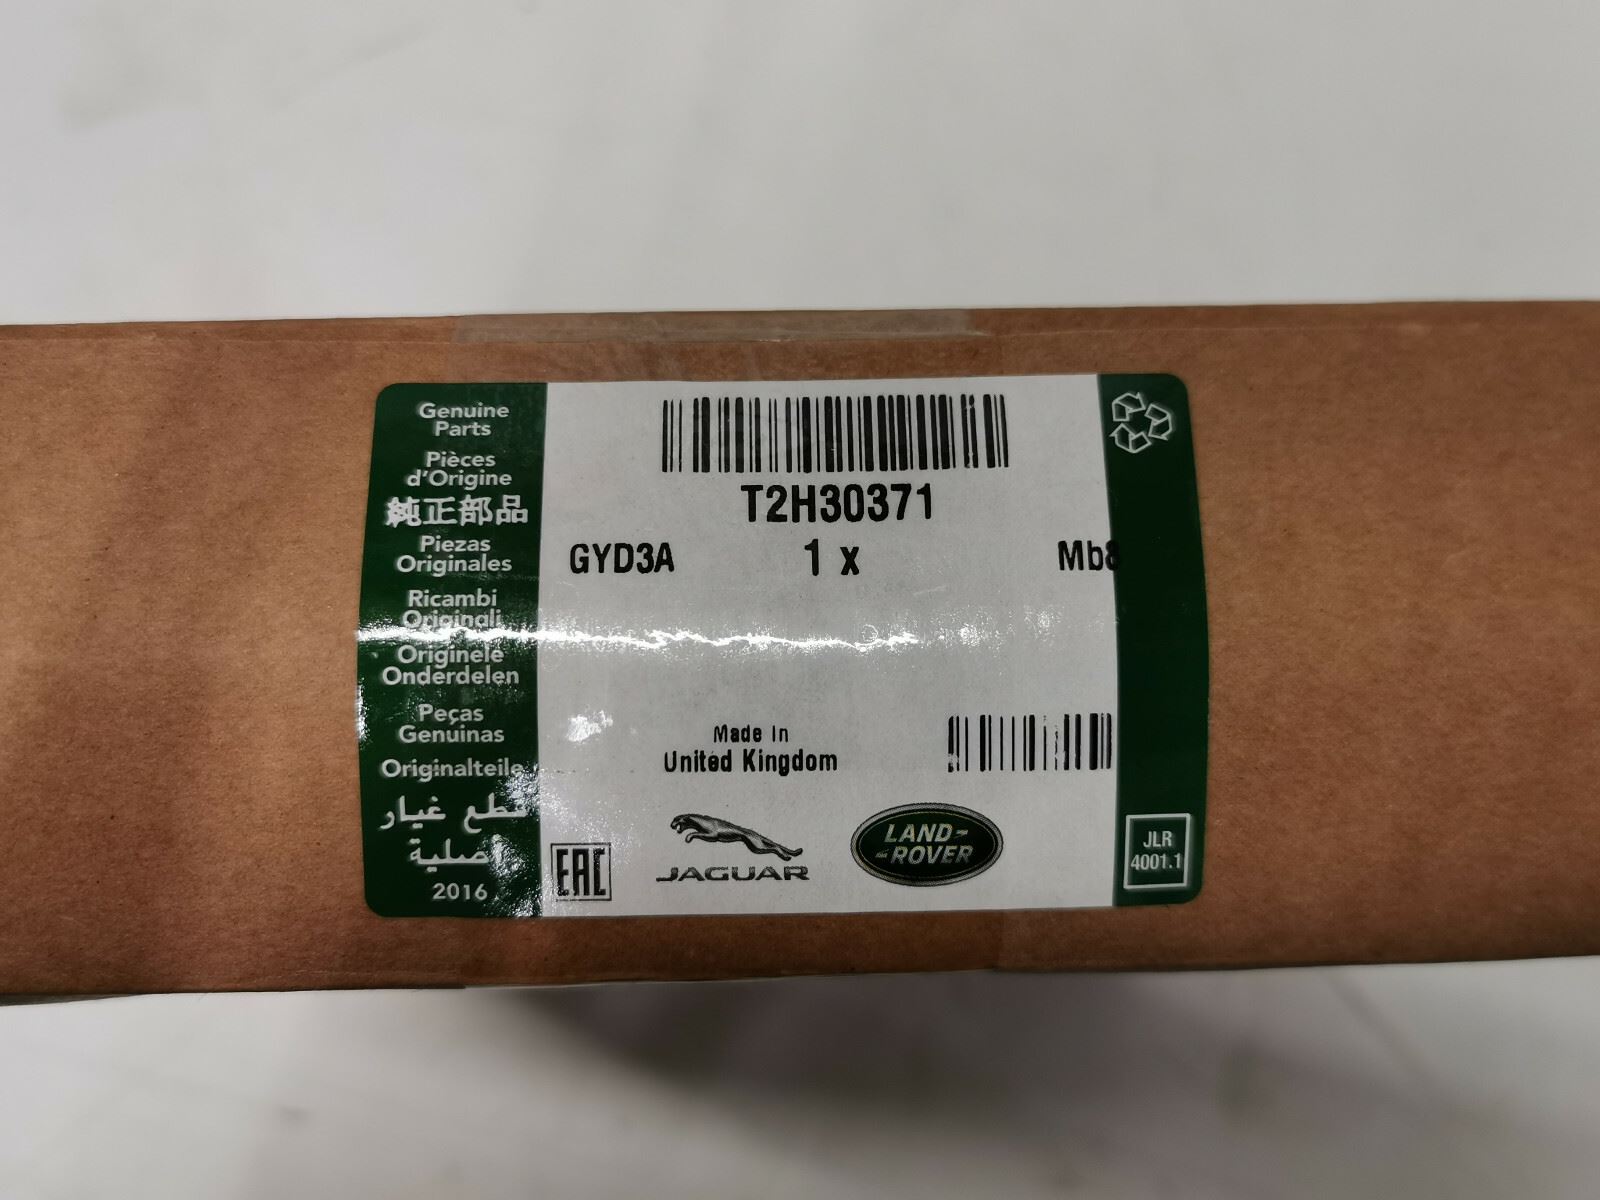 Genuine
Parts
Pièces
d'Origine
純正部品
Piezas
Originales
Ricambi
Originali
Originele
Onderdelen
Peças
Genuinas
Originalteile
قطع غيار
أصلية
2016
T2H30371
GYD3A 1 x Mb8
Made In
United Kingdom
EAC
JAGUAR
LAND-
ROVER
JLR
4001.1